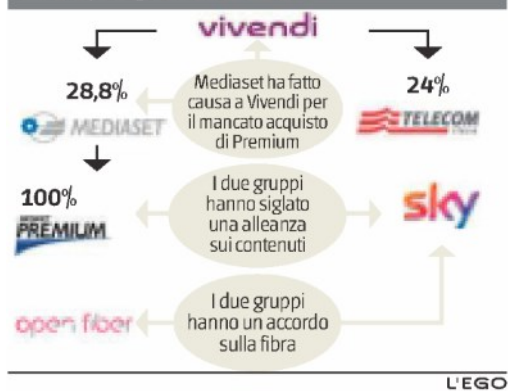 vivendi
28,8%
MEDIASET
Mediaset ha fatto
causa a Vivendi per
il mancato acquisto
di Premium
24%
TELECOM
100%
PREMIUM
I due gruppi
hanno siglato
una alleanza
sui contenuti
sky
open fiber
I due gruppi
hanno un accordo
sulla fibra
L'EGO